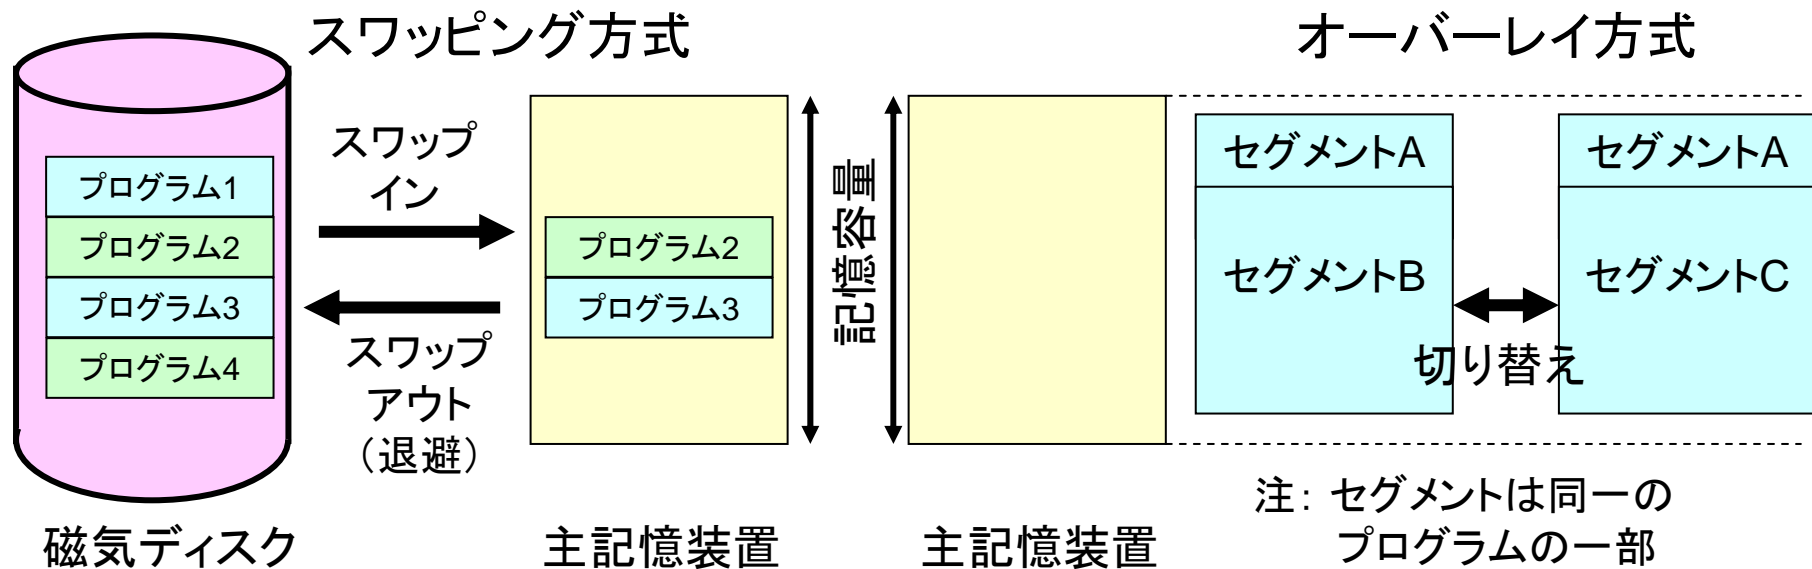 スワッピング方式
オーバーレイ方式
プログラム1
プログラム2
プログラム3
プログラム4
磁気ディスク
スワップ
イン
スワップ
アウト
（退避）
プログラム2
プログラム3
主記憶装置
記憶容量
主記憶装置
セグメントA
セグメントB
切り替え
セグメントA
セグメントC
注： セグメントは同一の
プログラムの一部